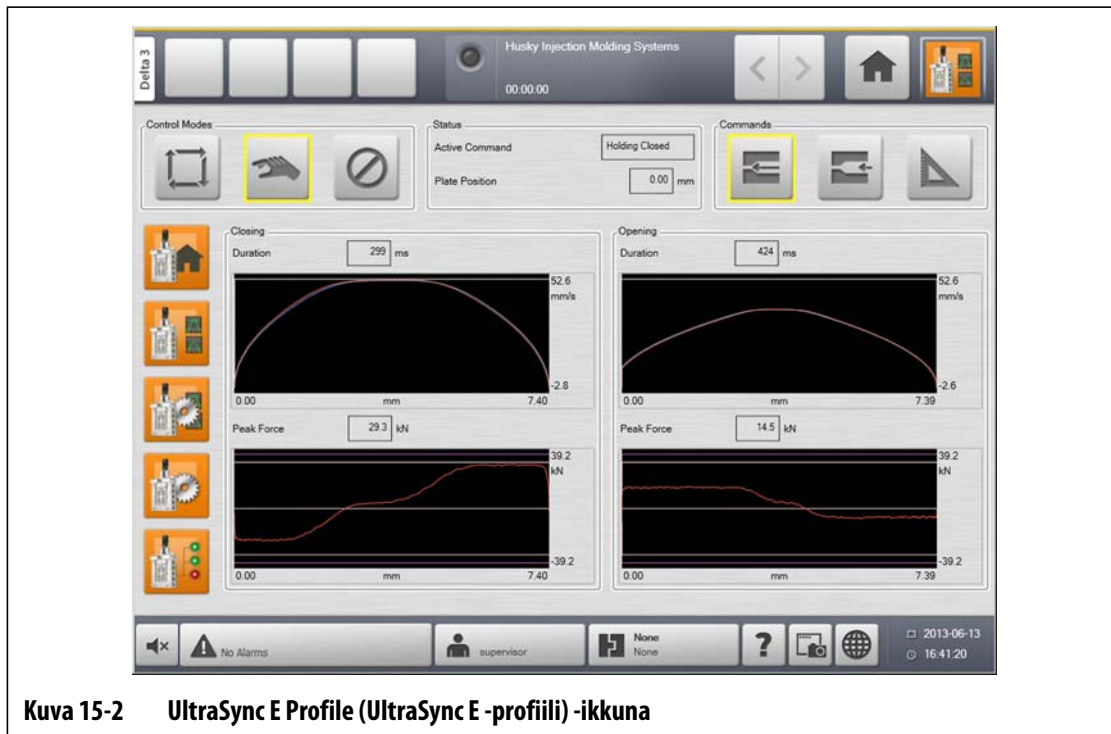 Delta 3
Husky Injection Molding Systems
00:00:00
Control Modes
Status
Active Command Holding Closed
Plate Position 0.00 mm
Commands
Closing
Duration 299 ms
52.6
mm/s
-2.8
0.00 mm 7.40
Peak Force 29.3 kN
39.2
kN
-39.2
0.00 mm 7.40
Opening
Duration 424 ms
52.6
mm/s
-2.6
0.00 mm 7.39
Peak Force 14.5 kN
39.2
kN
-39.2
0.00 mm 7.39
No Alarms
supervisor
None
None
?
2013-06-13
16:41:20
Kuva 15-2 UltraSync E Profile (UltraSync E -profiili) -ikkuna